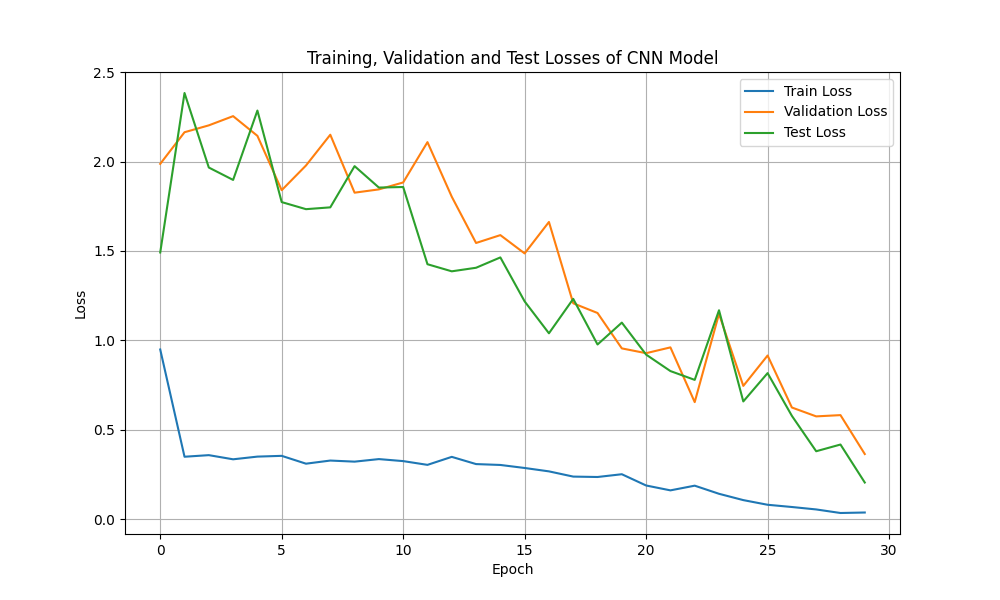 Training, Validation and Test Losses of CNN Model
2.5
2.0
1.5
1.0
0.5
0.0
Loss
Train Loss
Validation Loss
Test Loss
0 5 10 15 20 25 30
Epoch